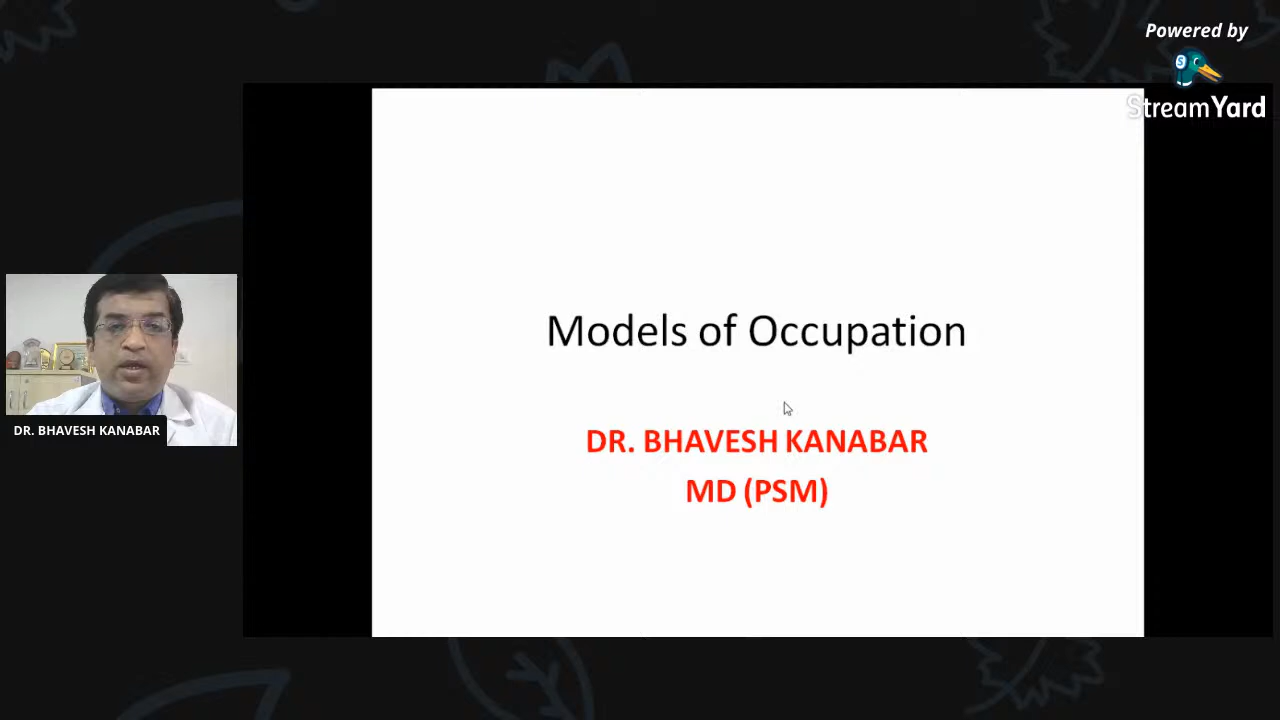 Powered by
S
StreamYard
Models of Occupation
DR. BHAVESH KANABAR
MD (PSM)
DR. BHAVESH KANABAR